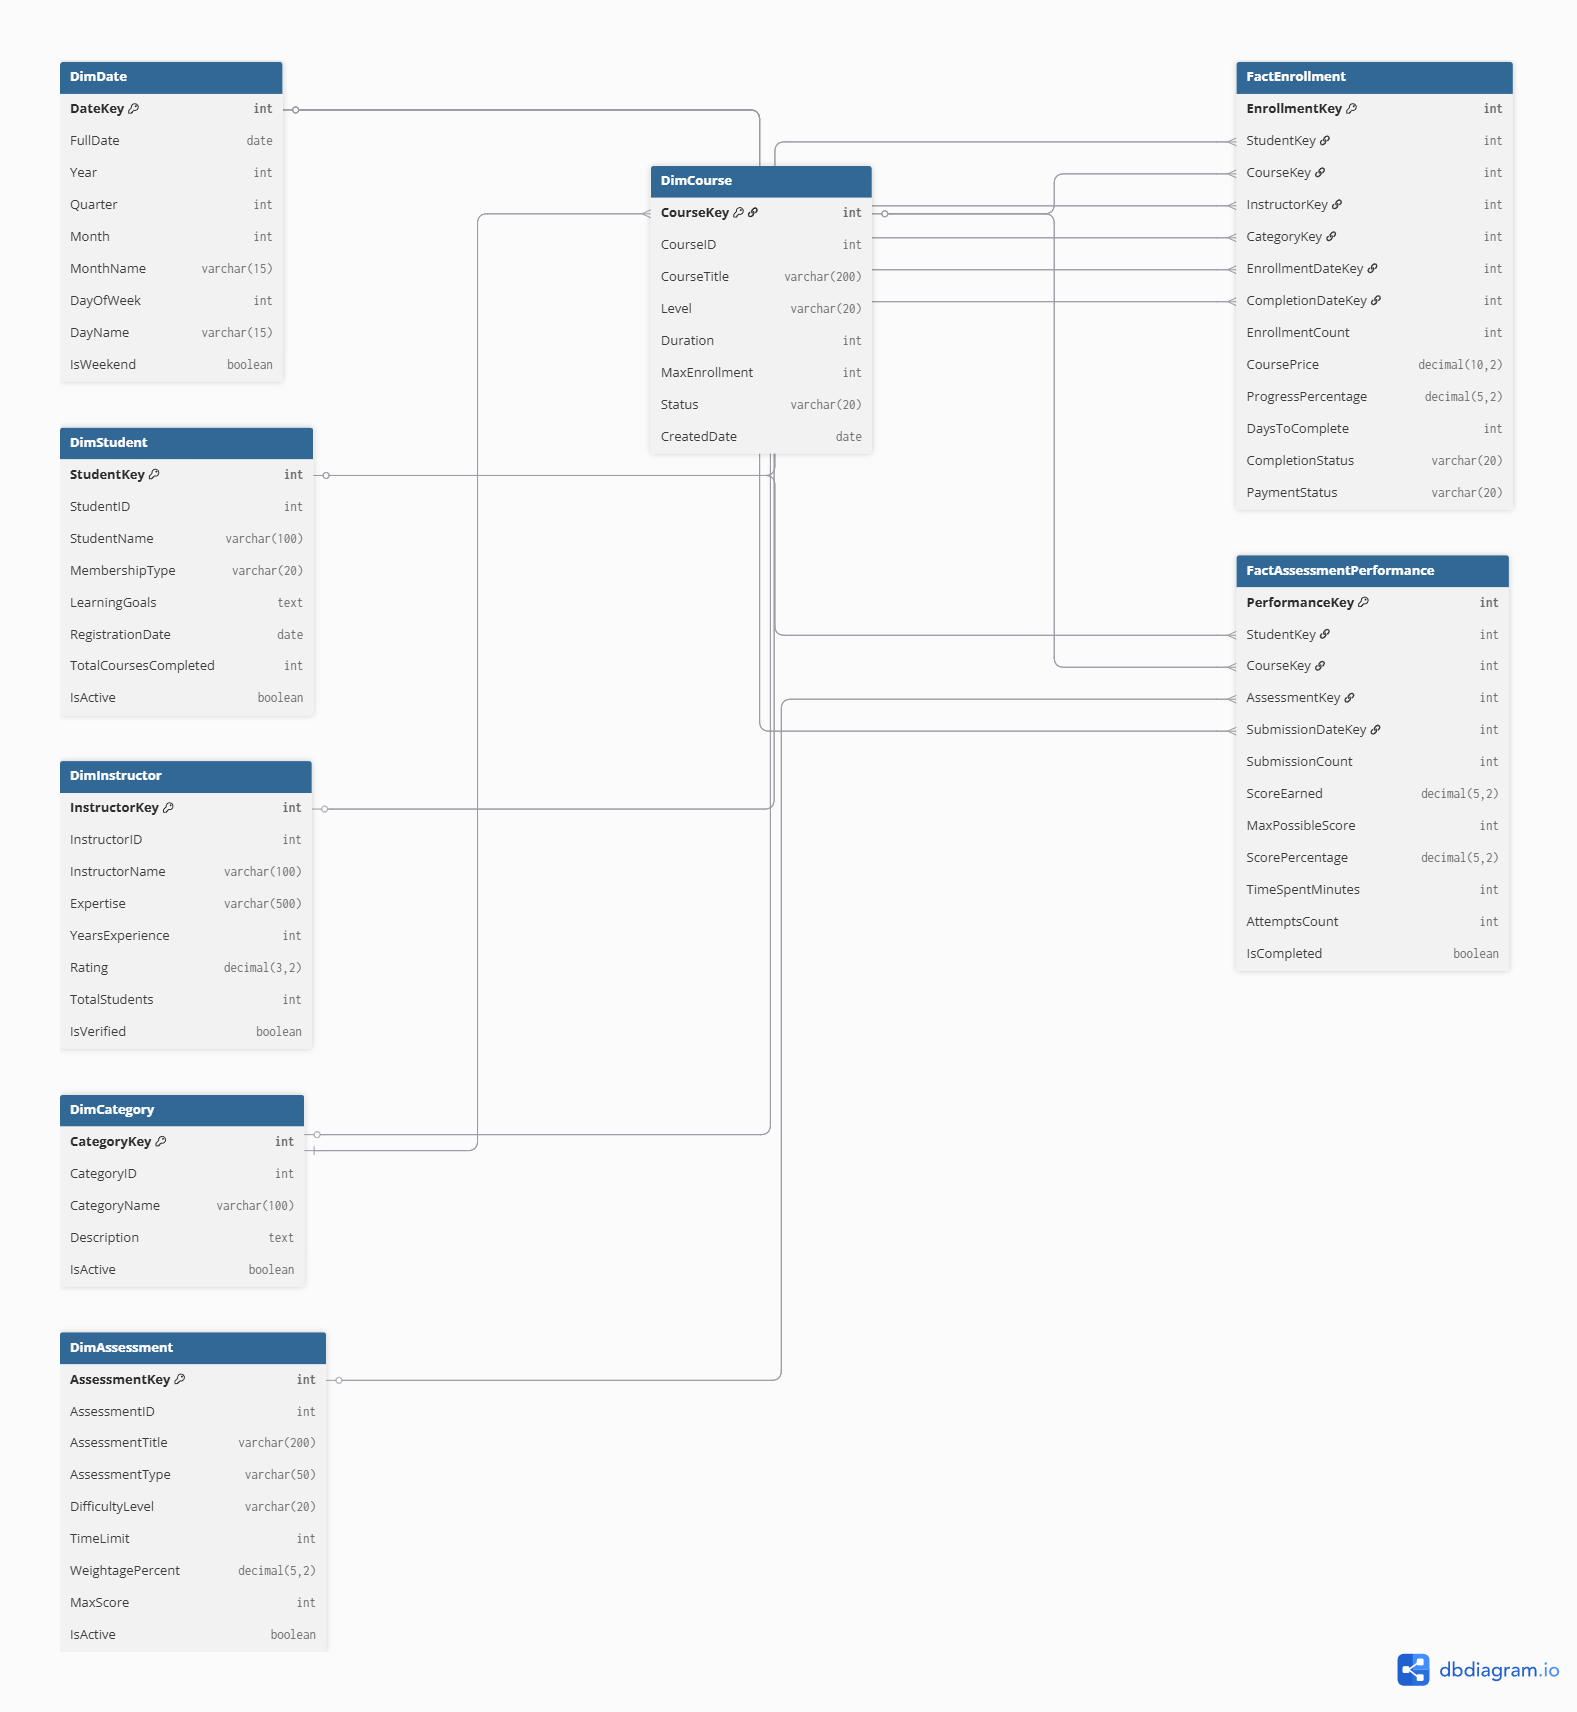 DimDate
DateKey int
FullDate date
Year int
Quarter int
Month int
MonthName varchar(15)
DayOfWeek int
DayName varchar(15)
IsWeekend boolean
DimStudent
StudentKey int
StudentID int
StudentName varchar(100)
MembershipType varchar(20)
LearningGoals text
RegistrationDate date
TotalCoursesCompleted int
IsActive boolean
DimInstructor
InstructorKey int
InstructorID int
InstructorName varchar(100)
Expertise varchar(500)
YearsExperience int
Rating decimal(3,2)
TotalStudents int
IsVerified boolean
DimCategory
CategoryKey int
CategoryID int
CategoryName varchar(100)
Description text
IsActive boolean
DimAssessment
AssessmentKey int
AssessmentID int
AssessmentTitle varchar(200)
AssessmentType varchar(50)
DifficultyLevel varchar(20)
TimeLimit int
WeightagePercent decimal(5,2)
MaxScore int
IsActive boolean
DimCourse
CourseKey int
CourseID int
CourseTitle varchar(200)
Level varchar(20)
Duration int
MaxEnrollment int
Status varchar(20)
CreatedDate date
FactEnrollment
EnrollmentKey int
StudentKey int
CourseKey int
InstructorKey int
CategoryKey int
EnrollmentDateKey int
CompletionDateKey int
EnrollmentCount int
CoursePrice decimal(10,2)
ProgressPercentage decimal(5,2)
DaysToComplete int
CompletionStatus varchar(20)
PaymentStatus varchar(20)
FactAssessmentPerformance
PerformanceKey int
StudentKey int
CourseKey int
AssessmentKey int
SubmissionDateKey int
SubmissionCount int
ScoreEarned decimal(5,2)
MaxPossibleScore int
ScorePercentage decimal(5,2)
TimeSpentMinutes int
AttemptsCount int
IsCompleted boolean
dbdiagram.io